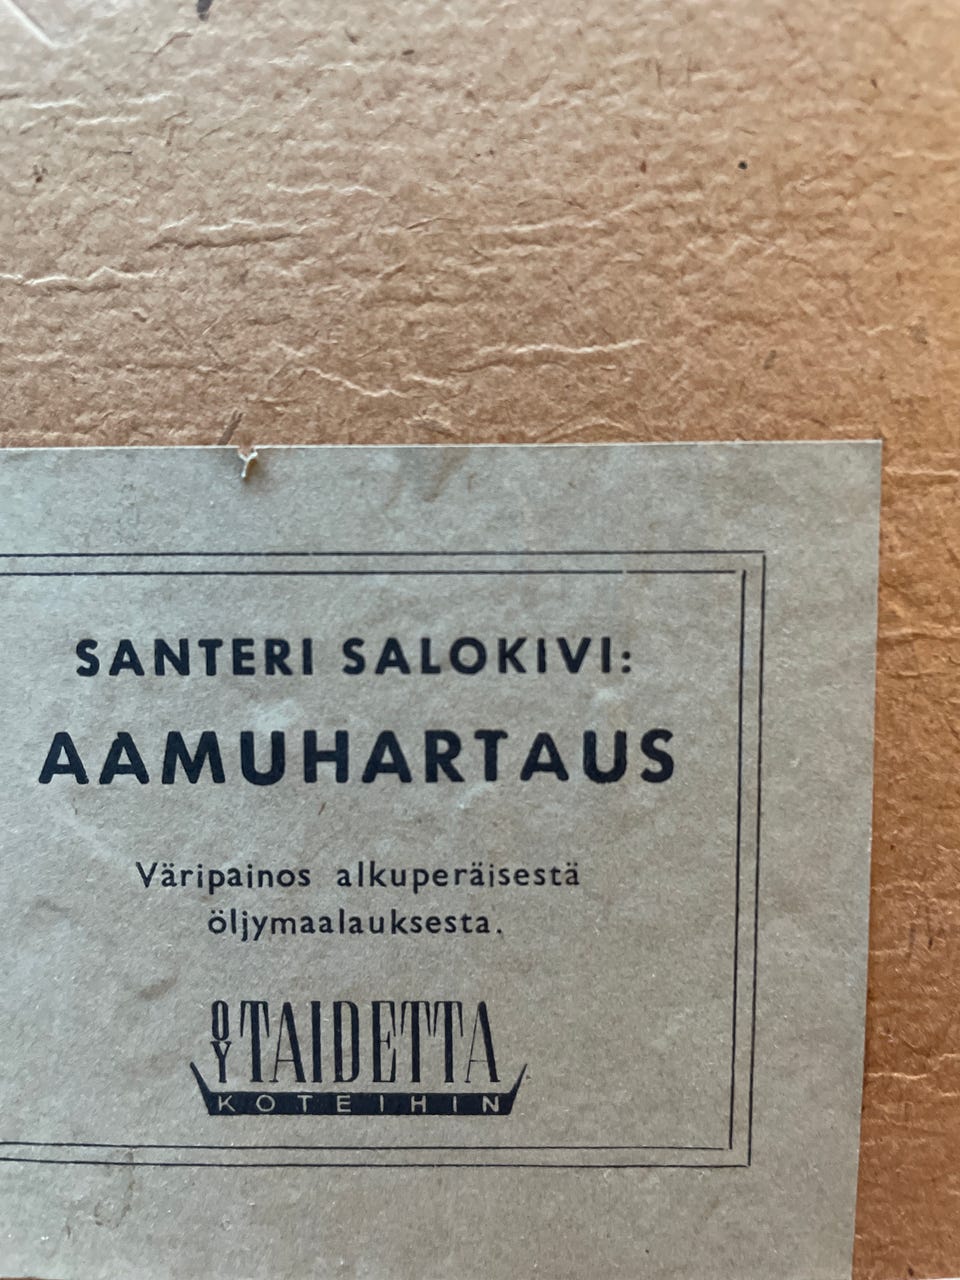 SANTERI SALOKIVI:
AAMUHARTAUS
Väripainos alkuperäisestä
öljymaalauksesta.
OY TAIDETTA
KOTEIHIN